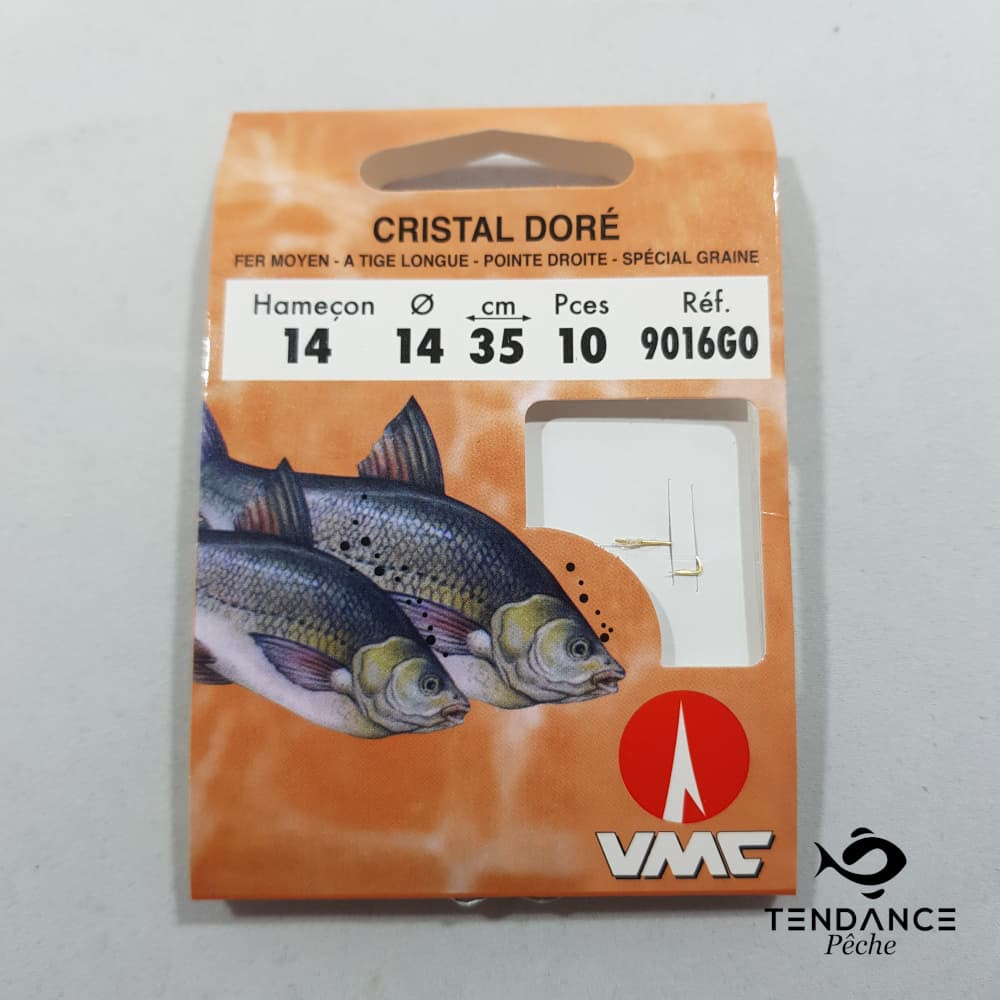 CRISTAL DORÉ
FER MOYEN - A TIGE LONGUE - POINTE DROITE - SPÉCIAL GRAINE
Hameçon Ø cm Pces Réf.
14 14 35 10 9016GO
VMC
TENDANCE
Pêche